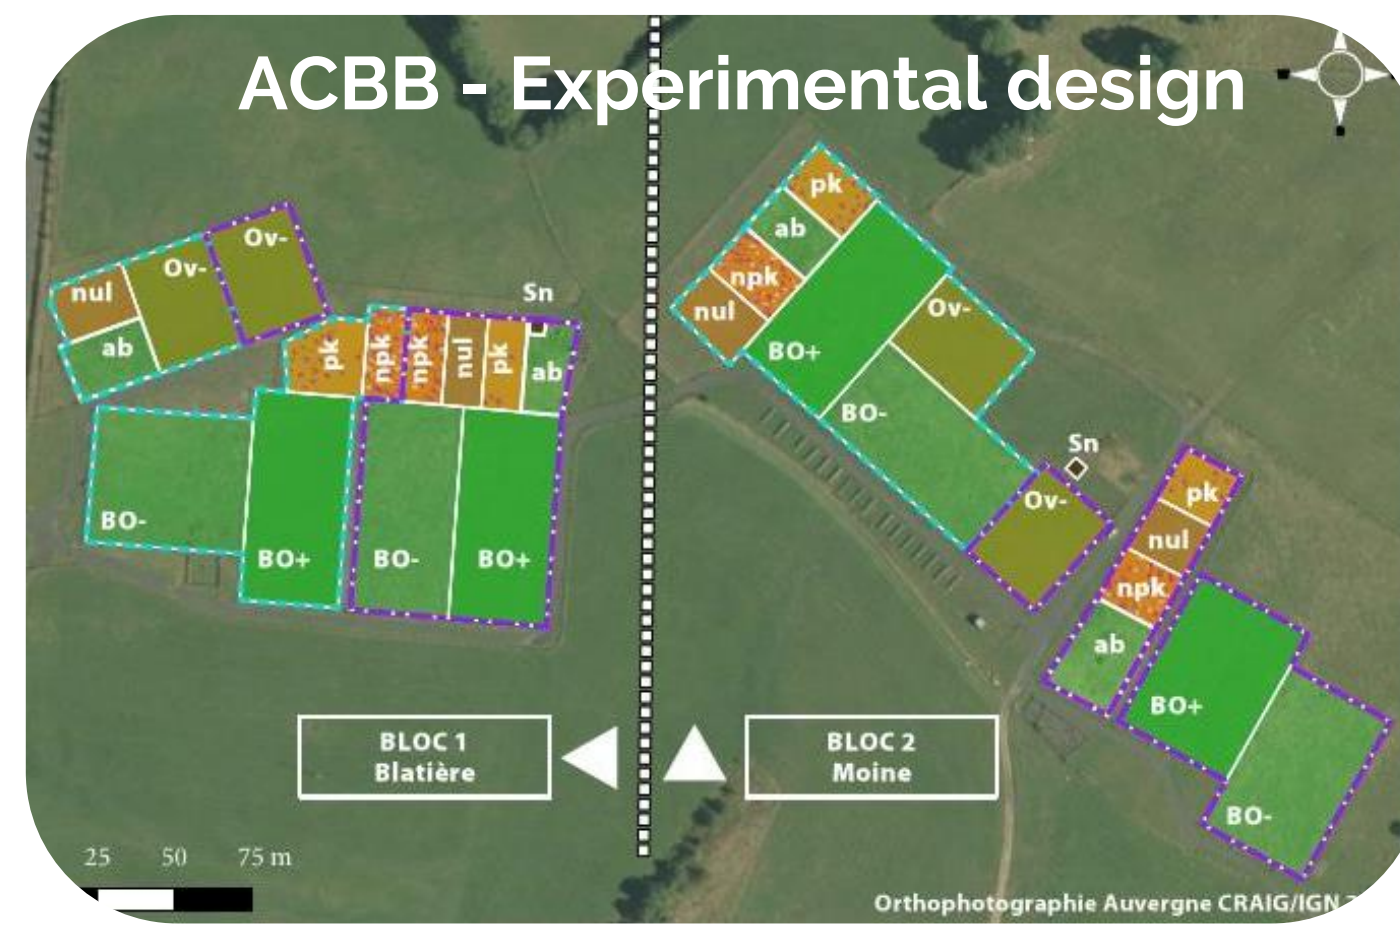 ACBB - Experimental design
Ov-
Ov-
nul
ab
Sn
pk
npk
npk
nul
pk
ab
BO-
BO+
BO-
BO+
pk
ab
npk
nul
BO+
Ov-
BO-
Sn
Ov-
pk
nul
npk
ab
BO+
BO-
BLOC 1
Blatière
BLOC 2
Moine
25 50 75 m
Orthophotographie Auvergne CRAIG/IGN